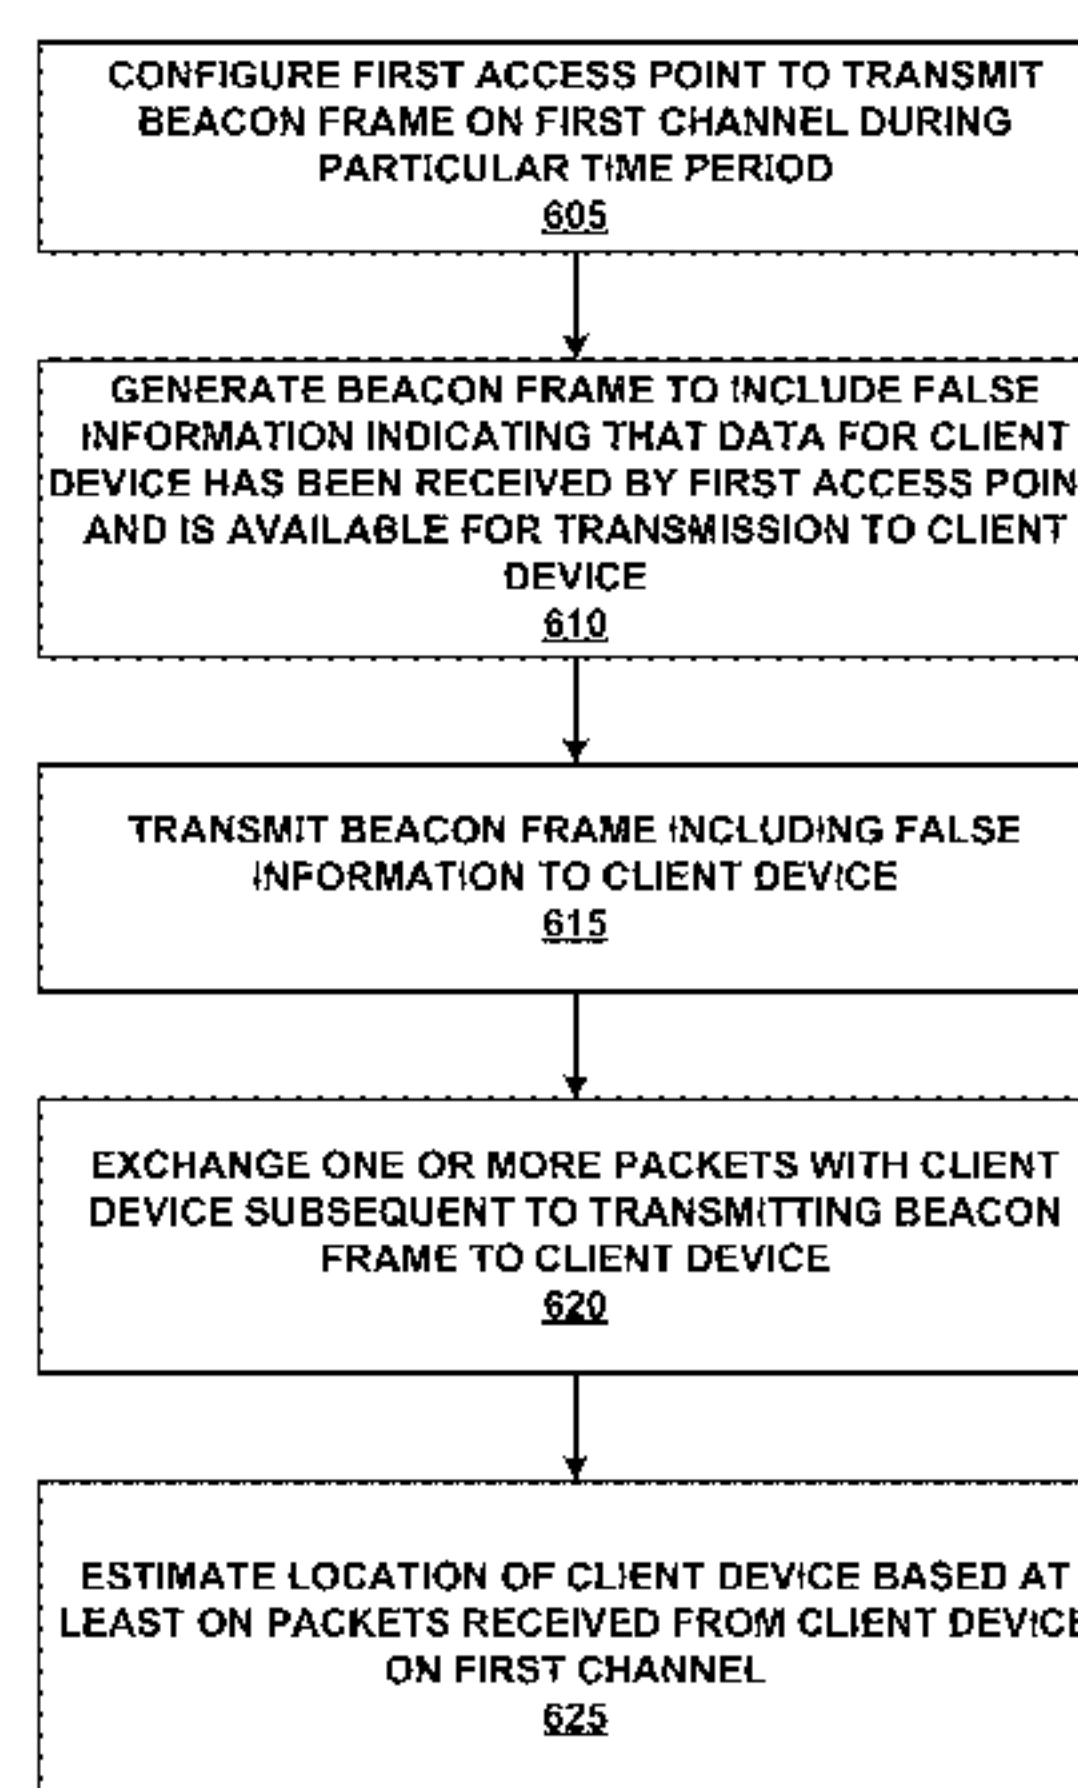 CONFIGURE FIRST ACCESS POINT TO TRANSMIT
BEACON FRAME ON FIRST CHANNEL DURING
PARTICULAR TIME PERIOD
605
GENERATE BEACON FRAME TO INCLUDE FALSE
INFORMATION INDICATING THAT DATA FOR CLIENT
DEVICE HAS BEEN RECEIVED BY FIRST ACCESS POIN
AND IS AVAILABLE FOR TRANSMISSION TO CLIENT
DEVICE
610
TRANSMIT BEACON FRAME INCLUDING FALSE
INFORMATION TO CLIENT DEVICE
615
EXCHANGE ONE OR MORE PACKETS WITH CLIENT
DEVICE SUBSEQUENT TO TRANSMITTING BEACON
FRAME TO CLIENT DEVICE
620
ESTIMATE LOCATION OF CLIENT DEVICE BASED AT
LEAST ON PACKETS RECEIVED FROM CLIENT DEVICE
ON FIRST CHANNEL
625